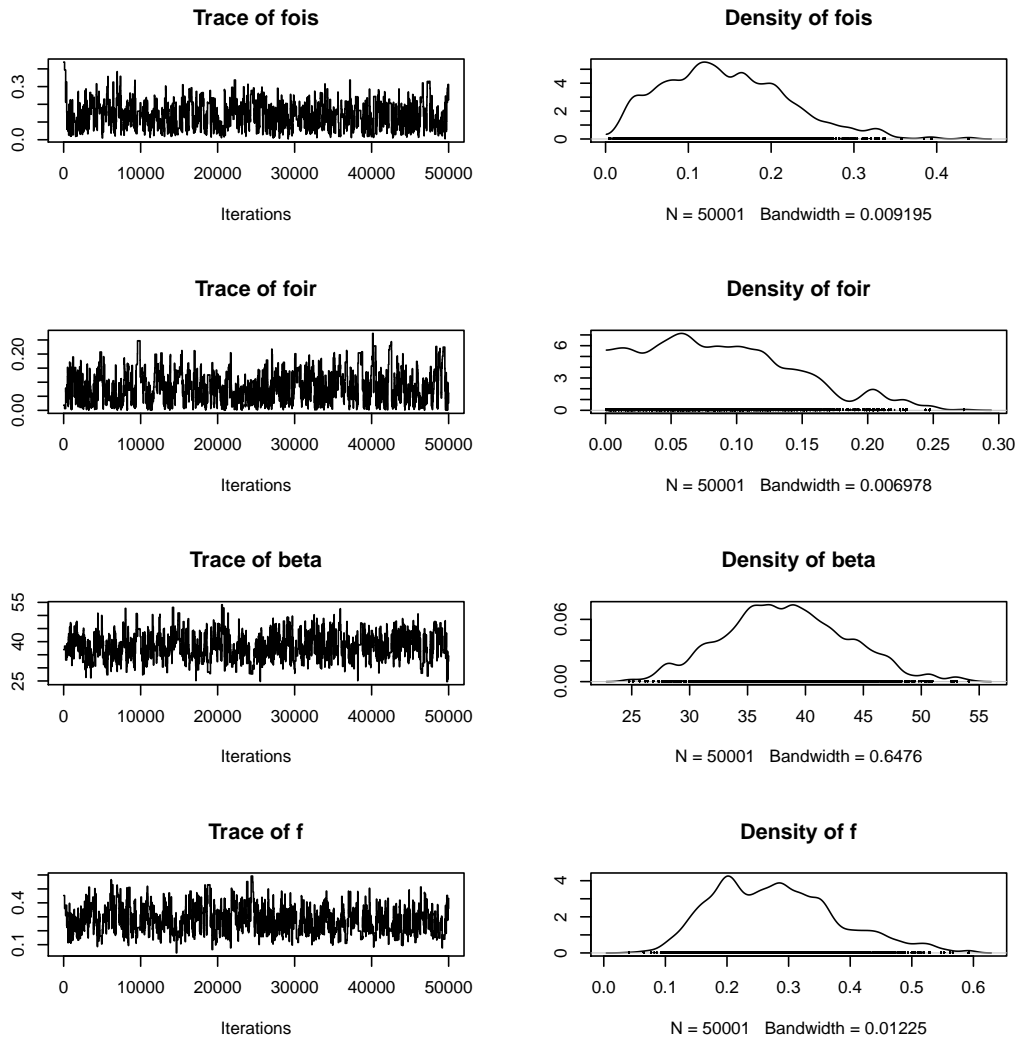 Trace of fois
Density of fois
0.0 0.3
0 2 4
0 10000 20000 30000 40000 50000
0.0 0.1 0.2 0.3 0.4
Iterations
N = 50001 Bandwidth = 0.009195
Trace of foir
Density of foir
0.00 0.20
0 3 6
0 10000 20000 30000 40000 50000
0.00 0.05 0.10 0.15 0.20 0.25 0.30
Iterations
N = 50001 Bandwidth = 0.006978
Trace of beta
Density of beta
25 40 55
0.00 0.06
0 10000 20000 30000 40000 50000
25 30 35 40 45 50 55
Iterations
N = 50001 Bandwidth = 0.6476
Trace of f
Density of f
0.1 0.4
0 2 4
0 10000 20000 30000 40000 50000
0.0 0.1 0.2 0.3 0.4 0.5 0.6
Iterations
N = 50001 Bandwidth = 0.01225